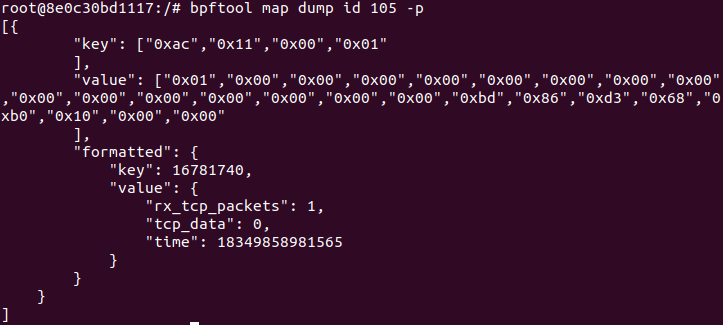 root@8e0c30bd1117:/# bpftool map dump id 105 -p
[{
        "key": ["0xac","0x11","0x00","0x01"
        ],
        "value": ["0x01","0x00","0x00","0x00","0x00","0x00","0x00","0x00","0x00"
,"0x00","0x00","0x00","0x00","0x00","0x00","0x00","0xbd","0x86","0xd3","0x68","0
xb0","0x10","0x00","0x00"
        ],
        "formatted": {
            "key": 16781740,
            "value": {
                "rx_tcp_packets": 1,
                "tcp_data": 0,
                "time": 18349858981565
            }
        }
    }
]